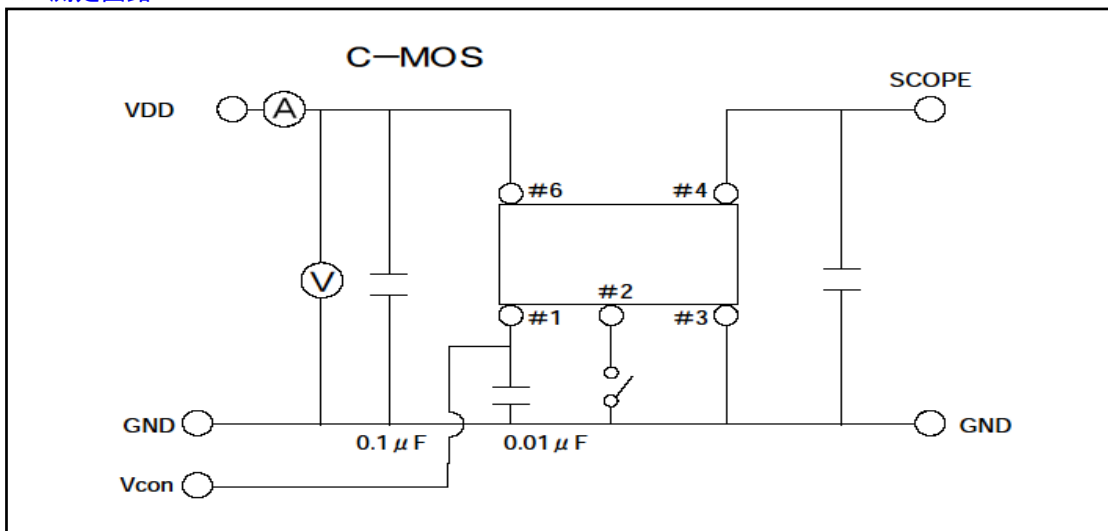 C-MOS
SCOPE
VDD
A
#6
#4
V
#2
#1
#3
GND
GND
0.1μF
0.01μF
Vcon